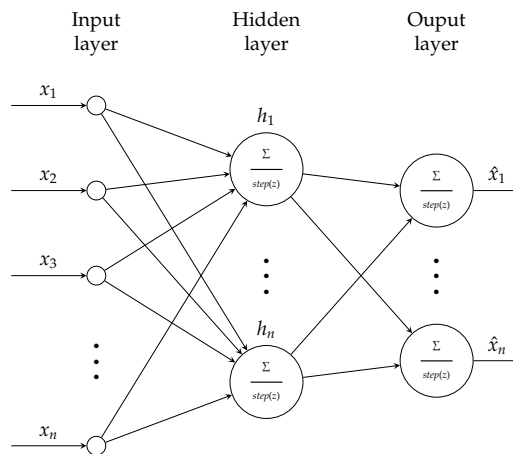 Input
layer
Hidden
layer
Ouput
layer
x₁
x₂
x₃
xₙ
h₁
Σ
step(z)
hₙ
Σ
step(z)
Σ
step(z)
x̂₁
Σ
step(z)
x̂ₙ